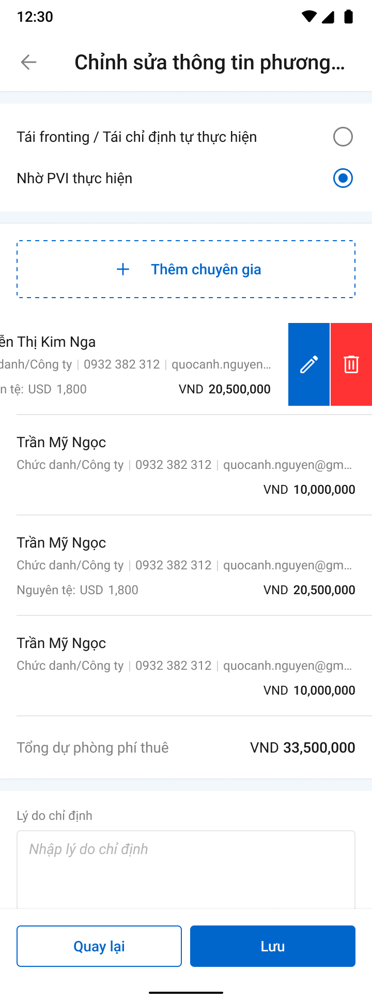 12:30
Chỉnh sửa thông tin phương...
Tái fronting / Tái chỉ định tự thực hiện
Nhờ PVI thực hiện
Thêm chuyên gia
ễn Thị Kim Nga
danh/Công ty | 0932 382 312 | quocanh.nguyen...
n tệ: USD 1,800 VND 20,500,000
Trần Mỹ Ngọc
Chức danh/Công ty | 0932 382 312 | quocanh.nguyen@gm...
VND 10,000,000
Trần Mỹ Ngọc
Chức danh/Công ty | 0932 382 312 | quocanh.nguyen@gm...
Nguyên tệ: USD 1,800 VND 20,500,000
Trần Mỹ Ngọc
Chức danh/Công ty | 0932 382 312 | quocanh.nguyen@gm...
VND 10,000,000
Tổng dự phòng phí thuê VND 33,500,000
Lý do chỉ định
Nhập lý do chỉ định
Quay lại Lưu